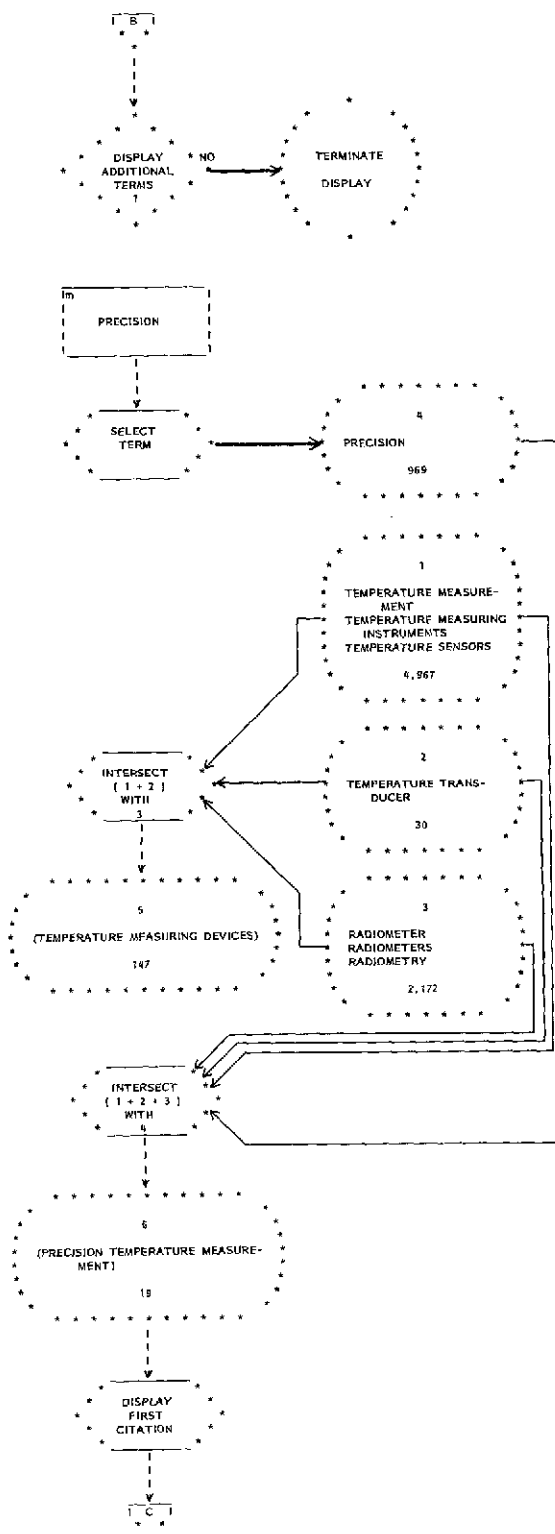 B
DISPLAY
ADDITIONAL
TERMS
?
NO
TERMINATE
DISPLAY
Im
PRECISION
SELECT
TERM
4
PRECISION
969
1
TEMPERATURE MEASURE-
MENT
TEMPERATURE MEASURING
INSTRUMENTS
TEMPERATURE SENSORS
4,967
INTERSECT
( 1 + 2 )
WITH
3
2
TEMPERATURE TRANS-
DUCER
30
5
(TEMPERATURE MEASURING DEVICES)
147
3
RADIOMETER
RADIOMETERS
RADIOMETRY
2,172
INTERSECT
( 1 + 2 + 3 )
WITH
4
6
(PRECISION TEMPERATURE MEASURE-
MENT)
19
DISPLAY
FIRST
CITATION
C